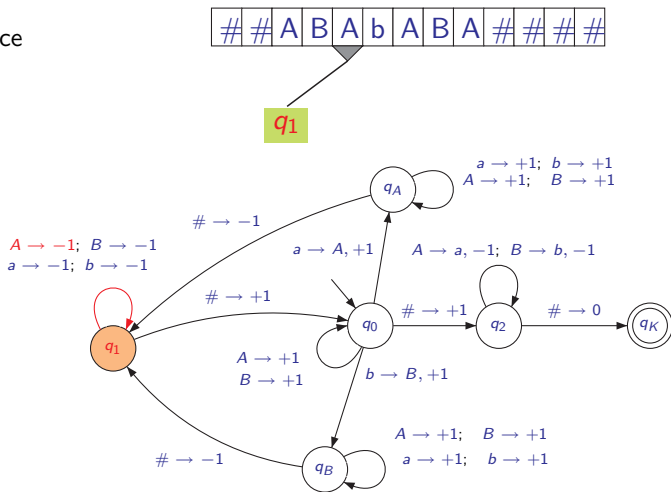 ce
# # A B A b A B A # # # #
q1
a → +1; b → +1
A → +1; B → +1
qA
# → −1
A → −1; B → −1
a → −1; b → −1
a → A, +1
A → a, −1; B → b, −1
# → +1
# → +1
# → 0
q1
q0
q2
qK
A → +1
B → +1
b → B, +1
A → +1; B → +1
a → +1; b → +1
# → −1
qB